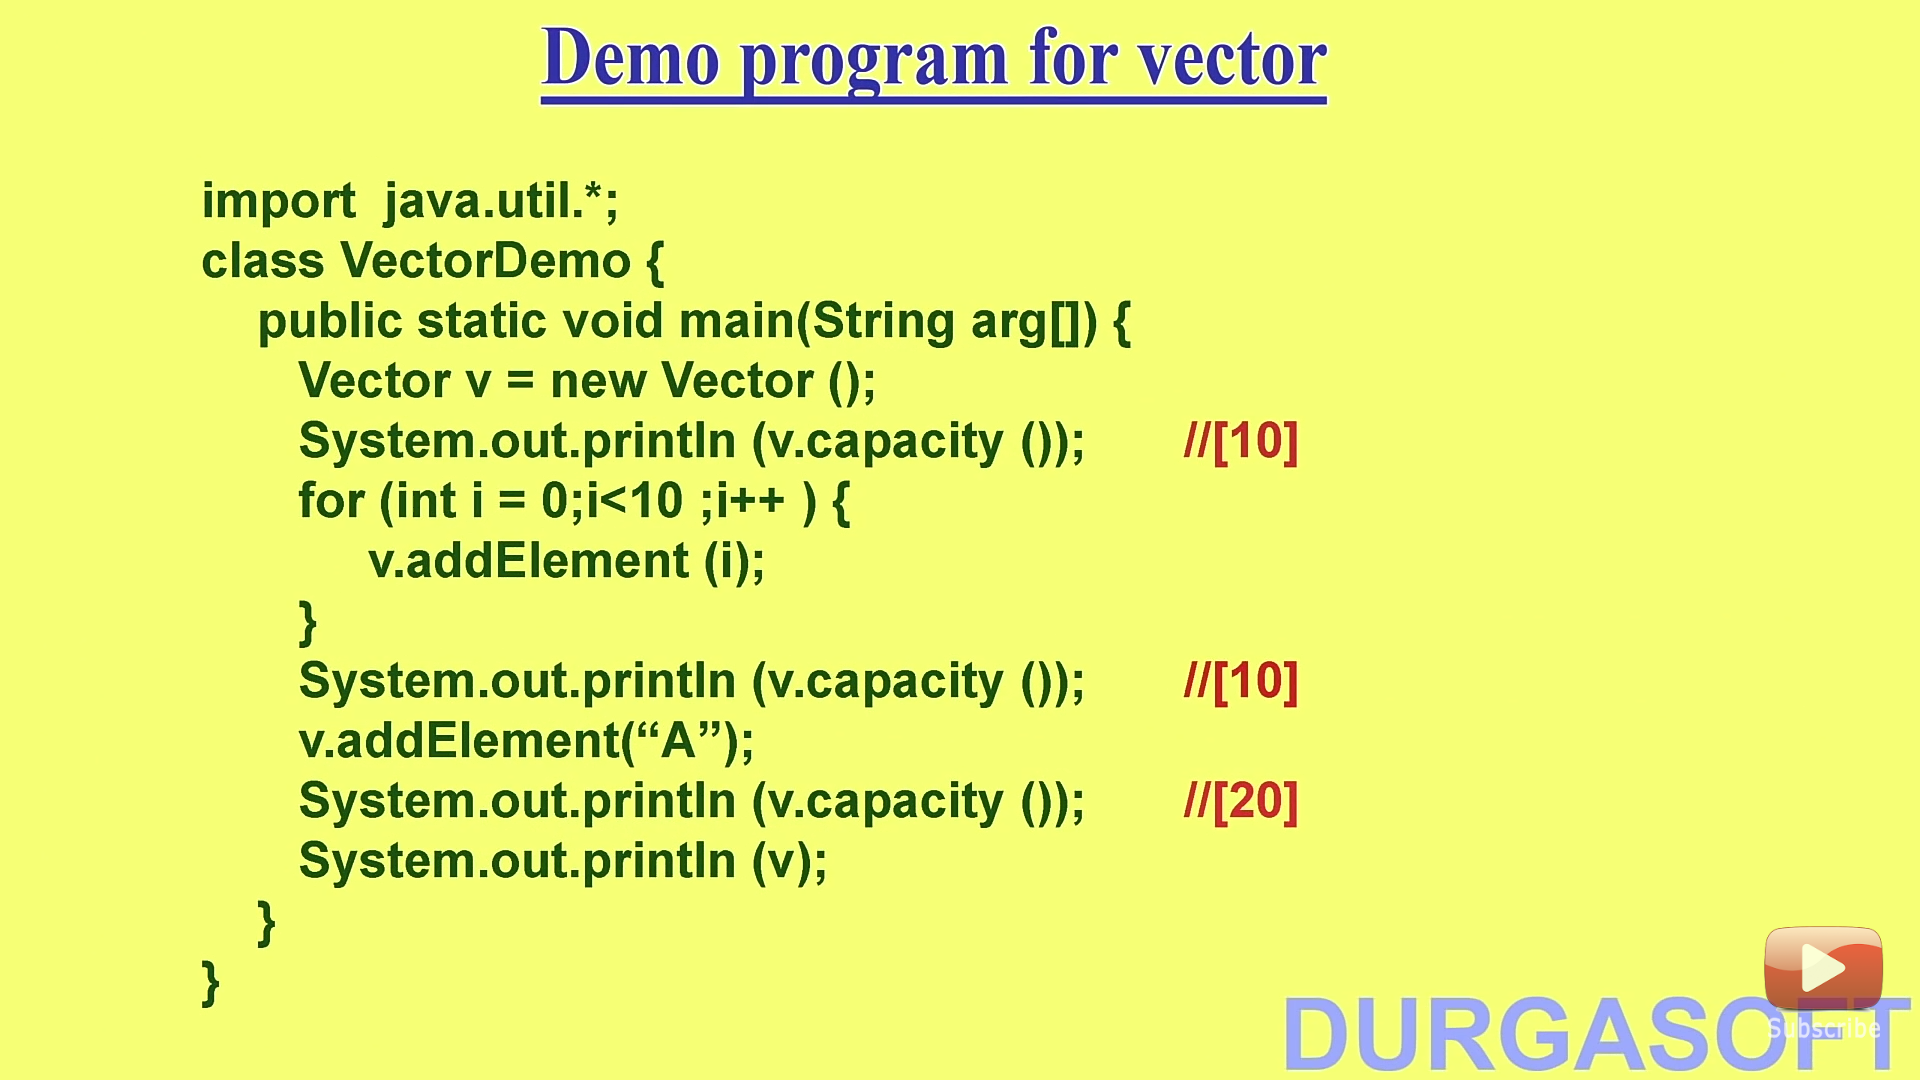 Demo program for vector
import java.util.*;
class VectorDemo {
public static void main(String arg[]) {
Vector v = new Vector ();
System.out.println (v.capacity ()); //[10]
for (int i = 0;i<10 ;i++ ) {
v.addElement (i);
}
System.out.println (v.capacity ()); //[10]
v.addElement(“A”);
System.out.println (v.capacity ()); //[20]
System.out.println (v);
}
}
DURGASOFT
Subscribe